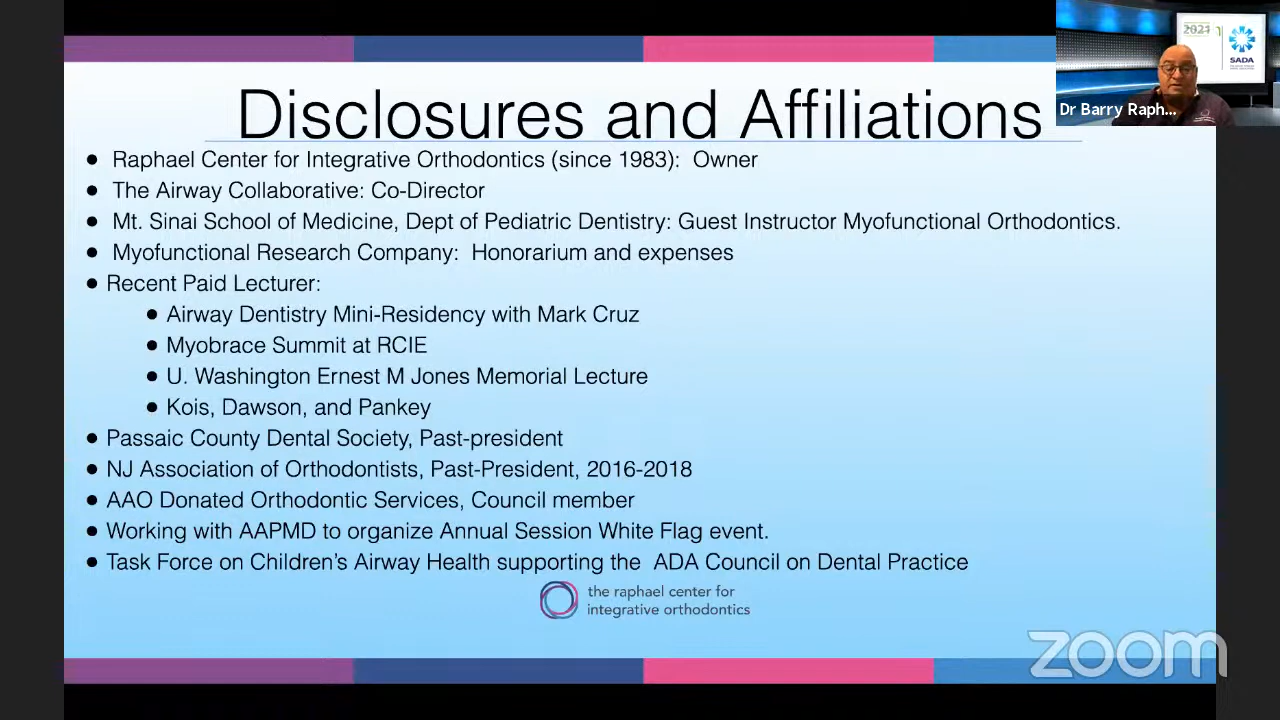 2021
SADA
Dr Barry Raph...
Disclosures and Affiliations
● Raphael Center for Integrative Orthodontics (since 1983):  Owner
● The Airway Collaborative: Co-Director
● Mt. Sinai School of Medicine, Dept of Pediatric Dentistry: Guest Instructor Myofunctional Orthodontics.
● Myofunctional Research Company:  Honorarium and expenses
● Recent Paid Lecturer:
● Airway Dentistry Mini-Residency with Mark Cruz
● Myobrace Summit at RCIE
● U. Washington Ernest M Jones Memorial Lecture
● Kois, Dawson, and Pankey
● Passaic County Dental Society, Past-president
● NJ Association of Orthodontists, Past-President, 2016-2018
● AAO Donated Orthodontic Services, Council member
● Working with AAPMD to organize Annual Session White Flag event.
● Task Force on Children's Airway Health supporting the  ADA Council on Dental Practice
the raphael center for
integrative orthodontics
zoom